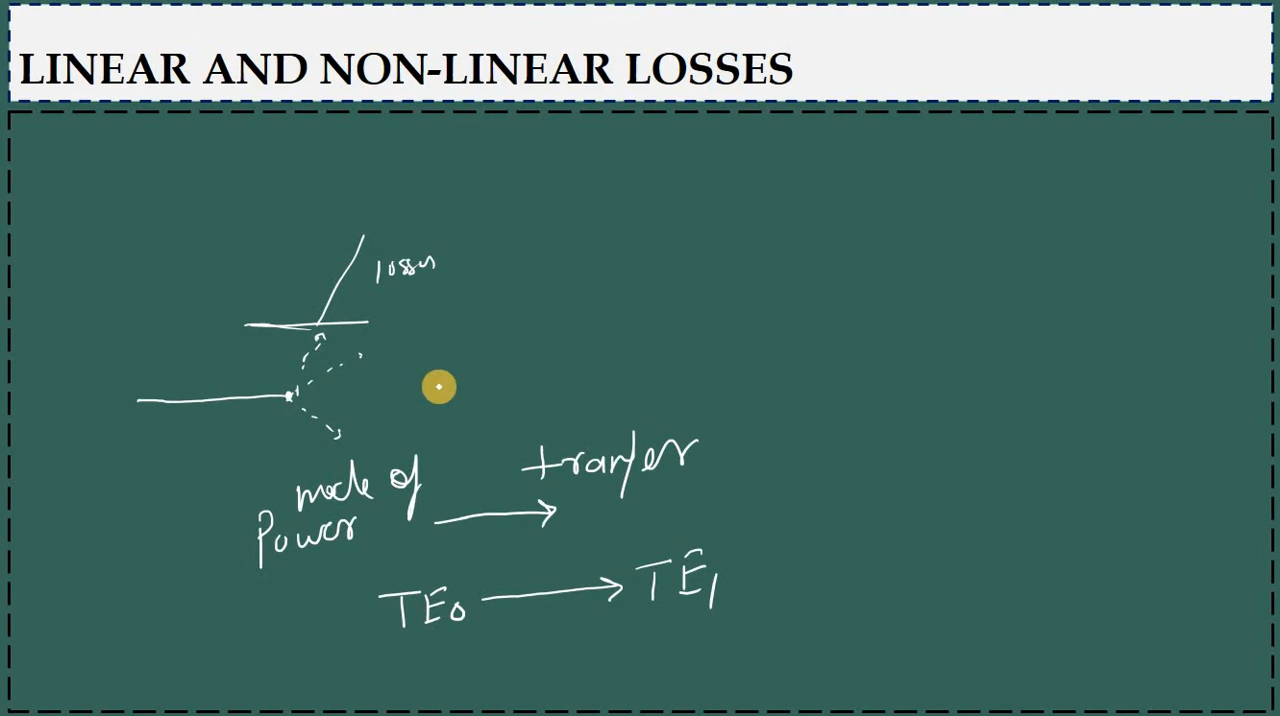 LINEAR AND NON-LINEAR LOSSES
losses
mode of
Power → transfer
TE0 → TE1